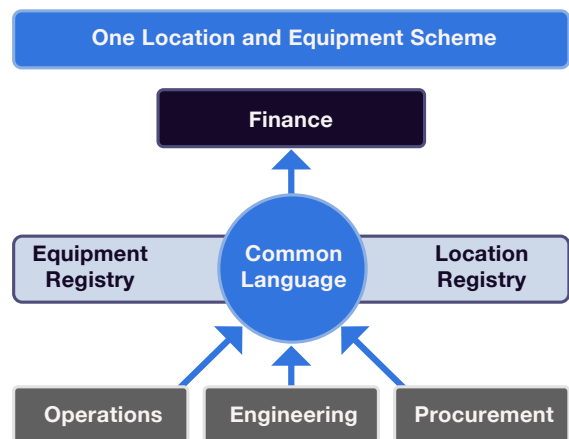 One Location and Equipment Scheme
Finance
Equipment
Registry
Common
Language
Location
Registry
Operations
Engineering
Procurement